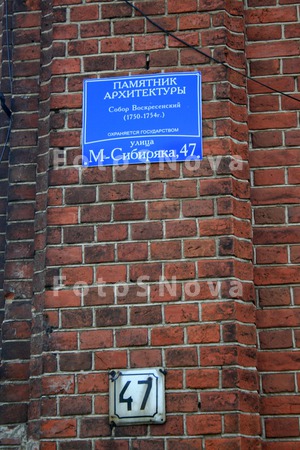 ПАМЯТНИК
АРХИТЕКТУРЫ
Собор Воскресенский
(1750-1754г.)
ОХРАНЯЕТСЯ ГОСУДАРСТВОМ
улица
М-Сибиряка,47.
FotoSNova
FotoSNova
47